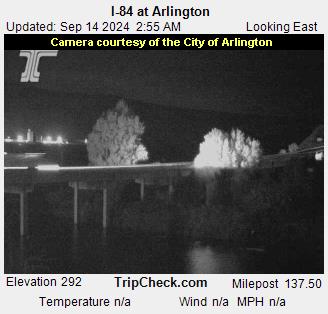 I-84 at Arlington
Updated: Sep 14 2024 2:55 AM Looking East
Camera courtesy of the City of Arlington
Elevation 292 TripCheck.com Milepost 137.50
Temperature n/a Wind n/a MPH n/a